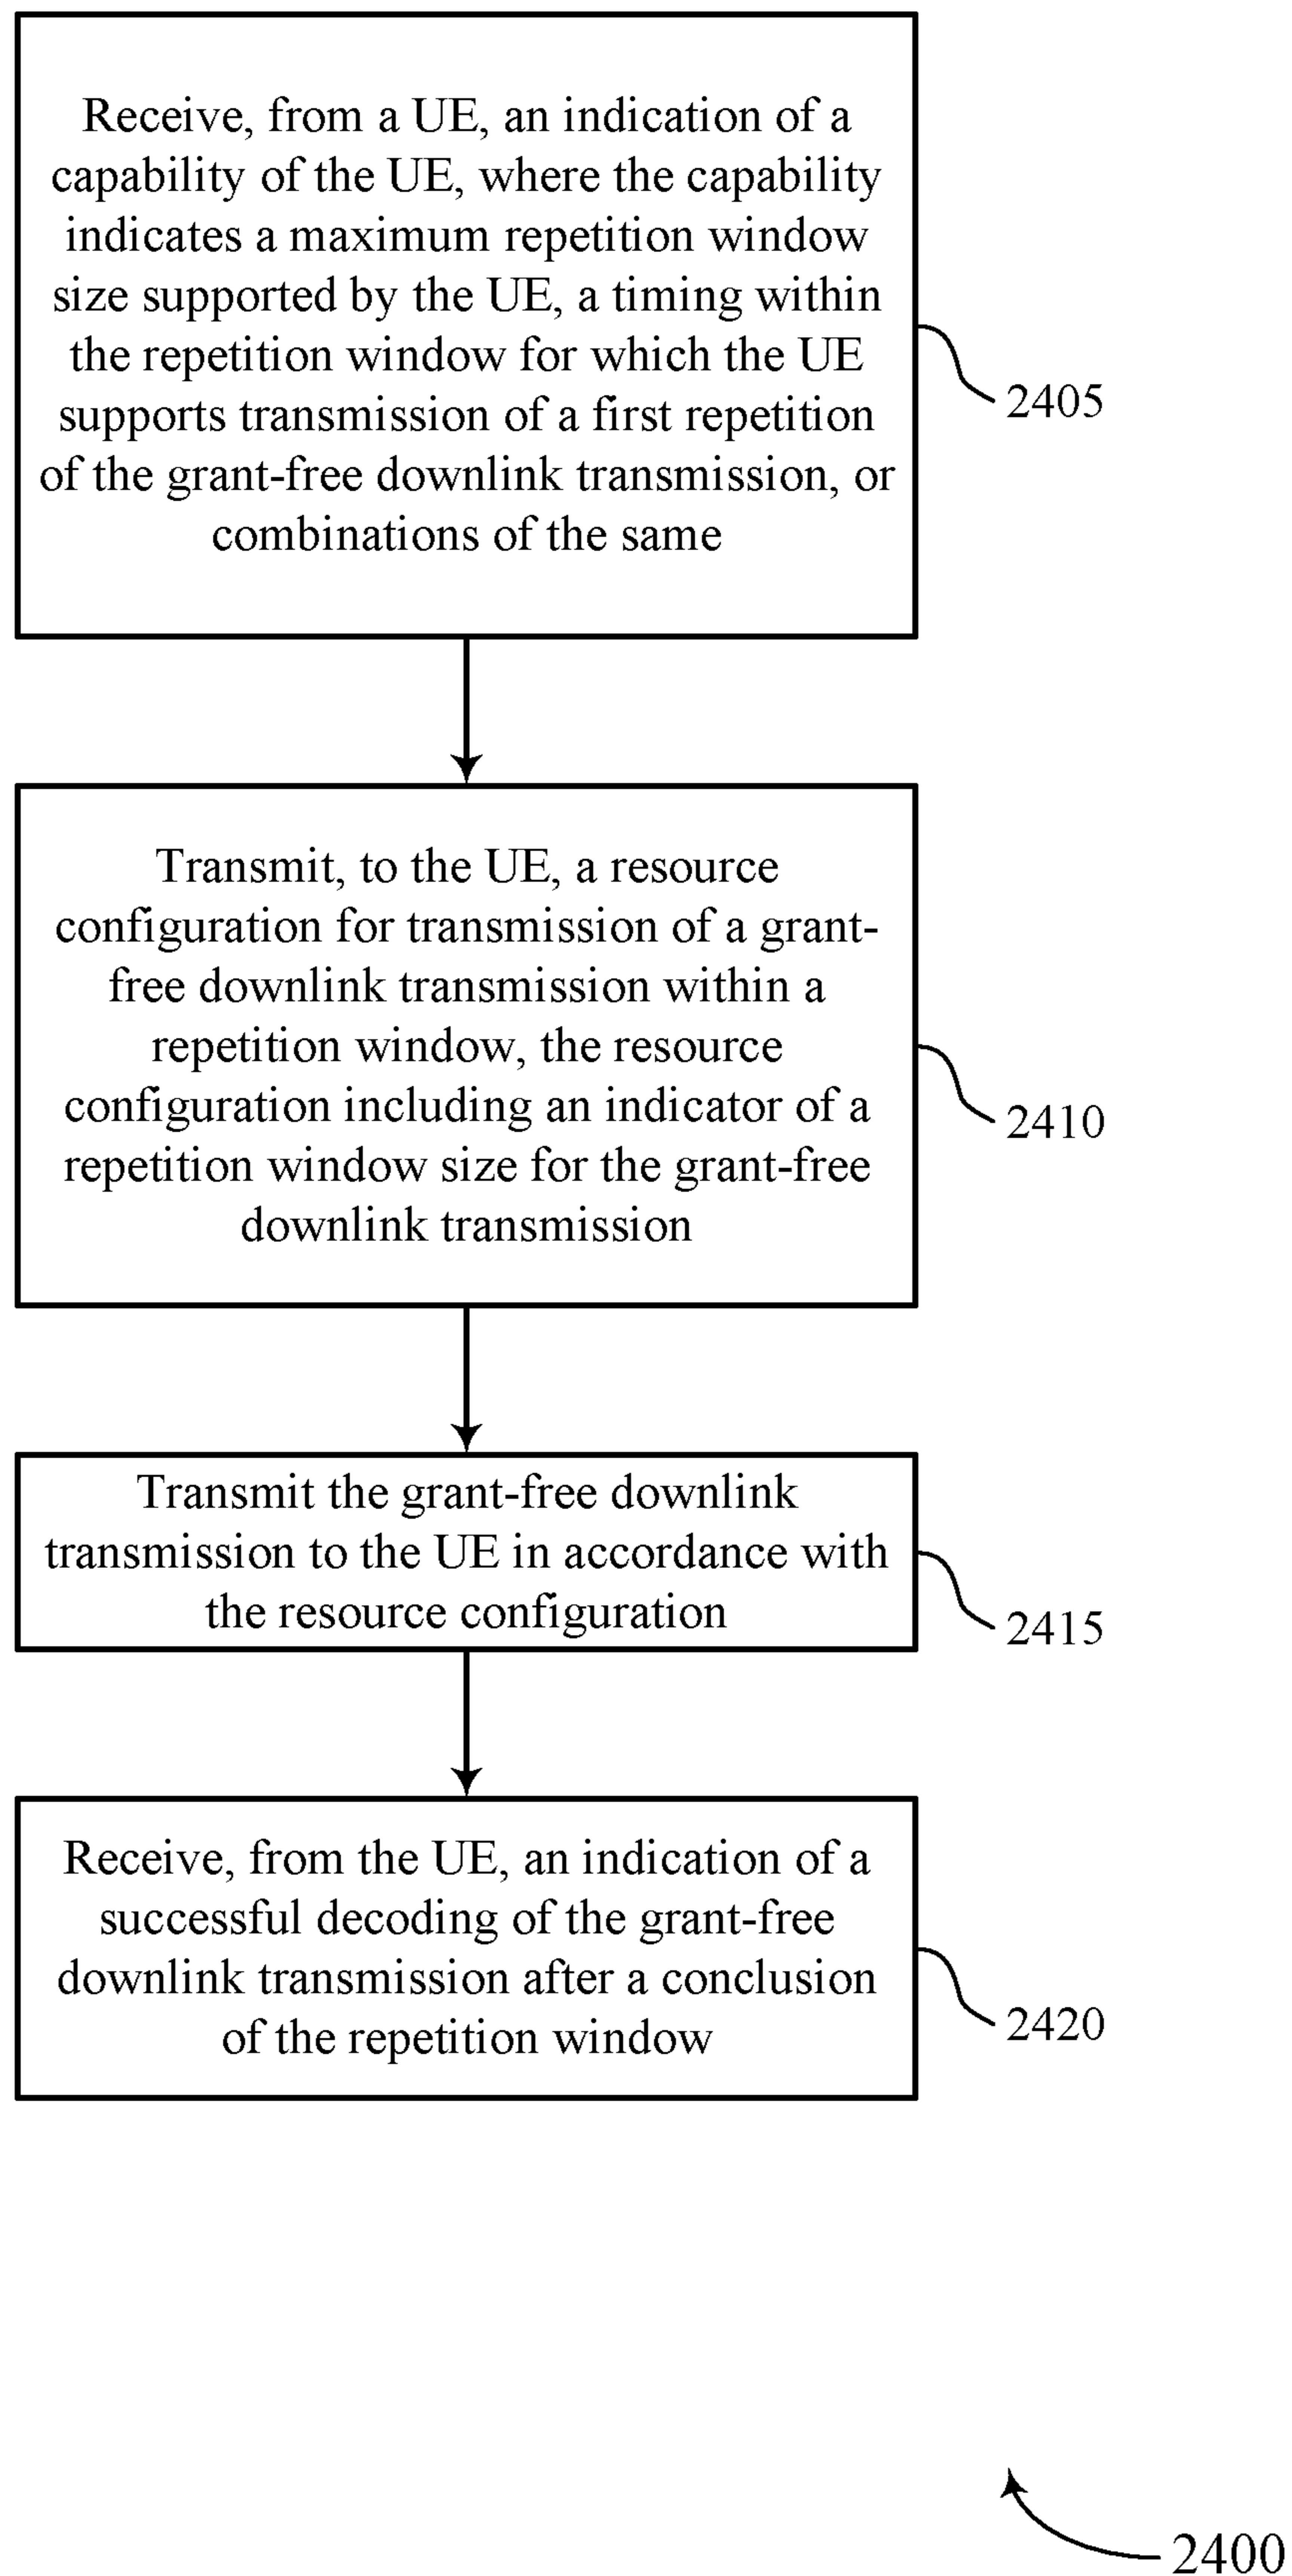 Receive, from a UE, an indication of a
capability of the UE, where the capability
indicates a maximum repetition window
size supported by the UE, a timing within
the repetition window for which the UE
supports transmission of a first repetition
of the grant-free downlink transmission, or
combinations of the same
2405
Transmit, to the UE, a resource
configuration for transmission of a grant-
free downlink transmission within a
repetition window, the resource
configuration including an indicator of a
repetition window size for the grant-free
downlink transmission
2410
Transmit the grant-free downlink
transmission to the UE in accordance with
the resource configuration
2415
Receive, from the UE, an indication of a
successful decoding of the grant-free
downlink transmission after a conclusion
of the repetition window
2420
2400